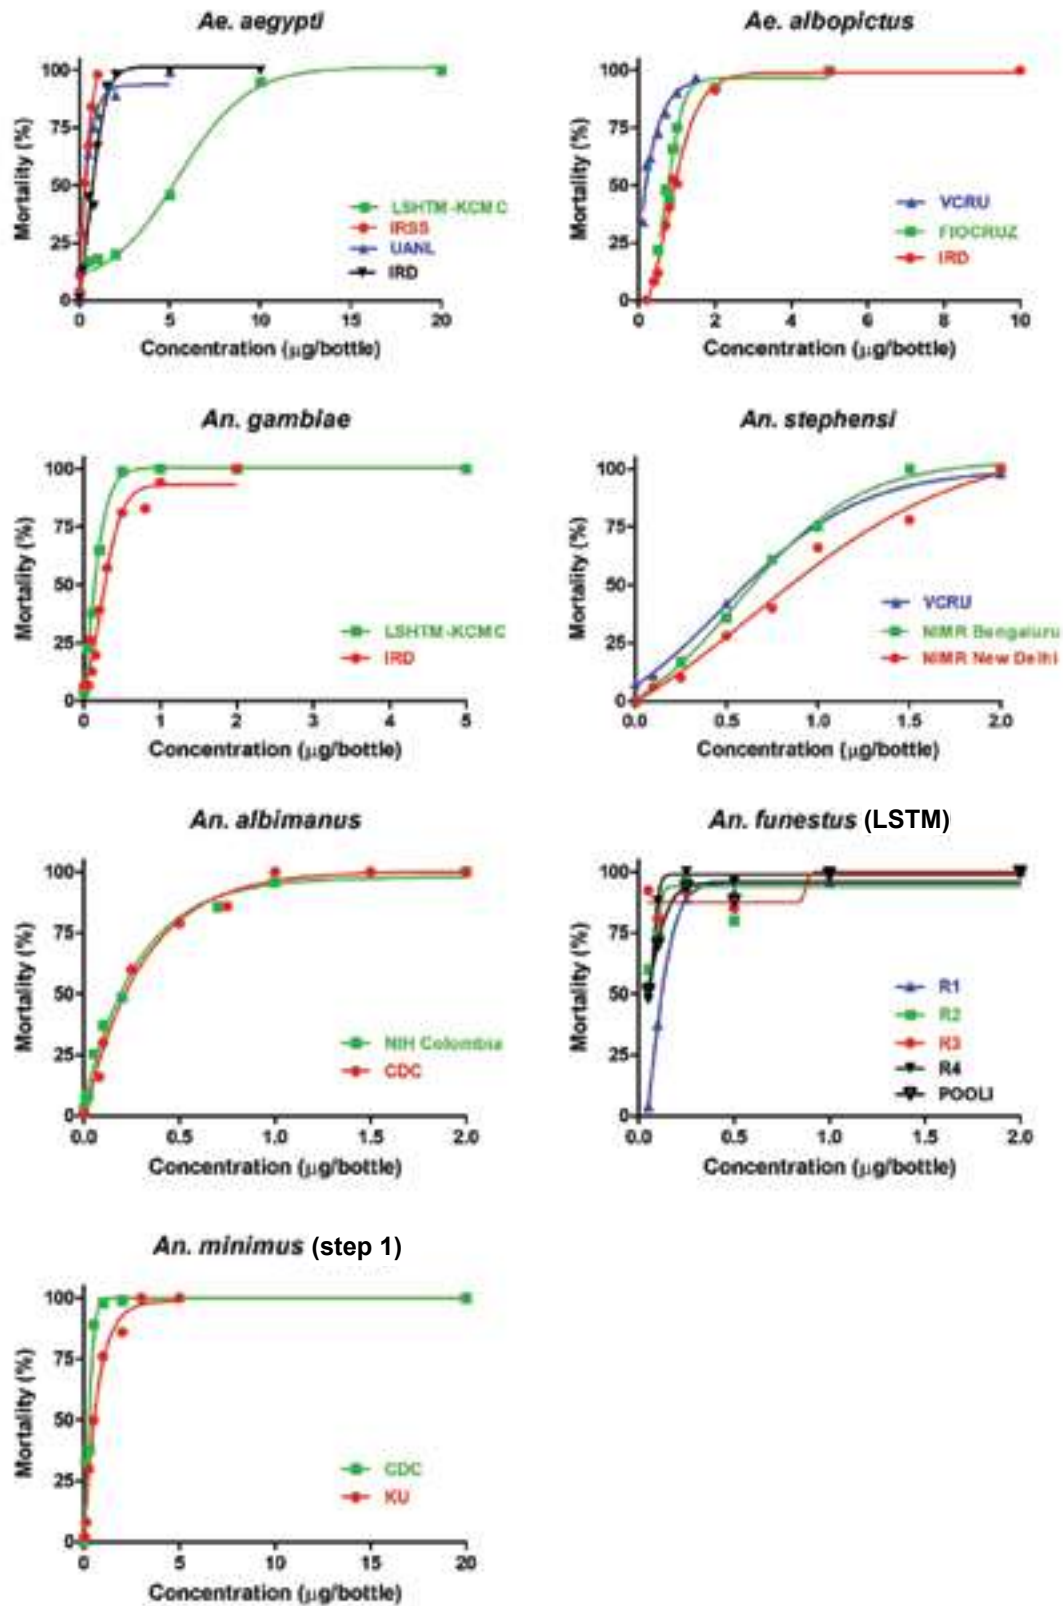 Ae. aegypti
Mortality (%)
100
75
50
25
0
LSHTM-KCMC
IRSS
UANL
IRD
0 5 10 15 20
Concentration (µg/bottle)
Ae. albopictus
Mortality (%)
100
75
50
25
0
VCRU
FIOCRUZ
IRD
0 2 4 6 8 10
Concentration (µg/bottle)
An. gambiae
Mortality (%)
100
75
50
25
0
LSHTM-KCMC
IRD
0 1 2 3 4 5
Concentration (µg/bottle)
An. stephensi
Mortality (%)
100
75
50
25
0
VCRU
NIMR Bengaluru
NIMR New Delhi
0.0 0.5 1.0 1.5 2.0
Concentration (µg/bottle)
An. albimanus
Mortality (%)
100
75
50
25
0
NIH Colombia
CDC
0.0 0.5 1.0 1.5 2.0
Concentration (µg/bottle)
An. funestus (LSTM)
Mortality (%)
100
75
50
25
0
R1
R2
R3
R4
POOLI
0.0 0.5 1.0 1.5 2.0
Concentration (µg/bottle)
An. minimus (step 1)
Mortality (%)
100
75
50
25
0
CDC
KU
0 5 10 15 20
Concentration (µg/bottle)